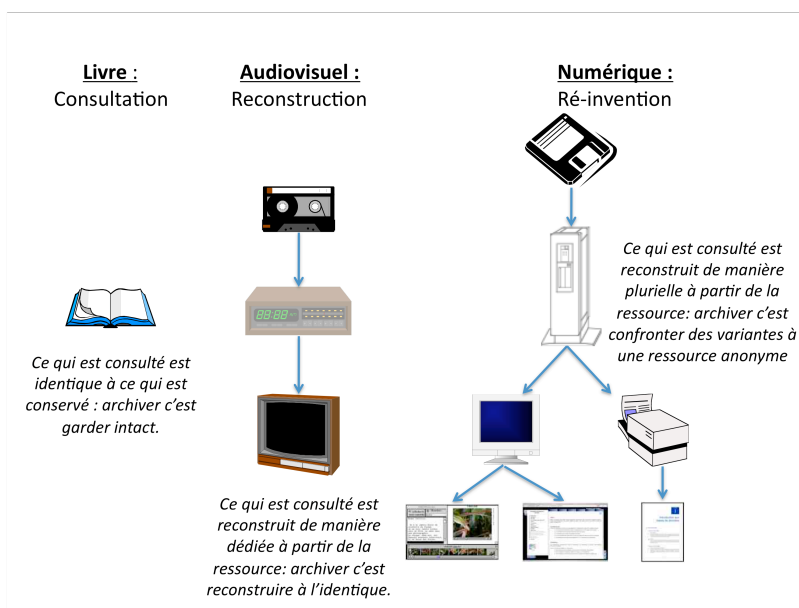 Livre :
Consultation
Audiovisuel :
Reconstruction
Numérique :
Ré-invention
Ce qui est consulté est
identique à ce qui est
conservé : archiver c'est
garder intact.
88:88
Ce qui est consulté est
reconstruit de manière
dédiée à partir de la
ressource: archiver c'est
reconstruire à l'identique.
Ce qui est consulté est
reconstruit de manière
plurielle à partir de la
ressource: archiver c'est
confronter des variantes à
une ressource anonyme